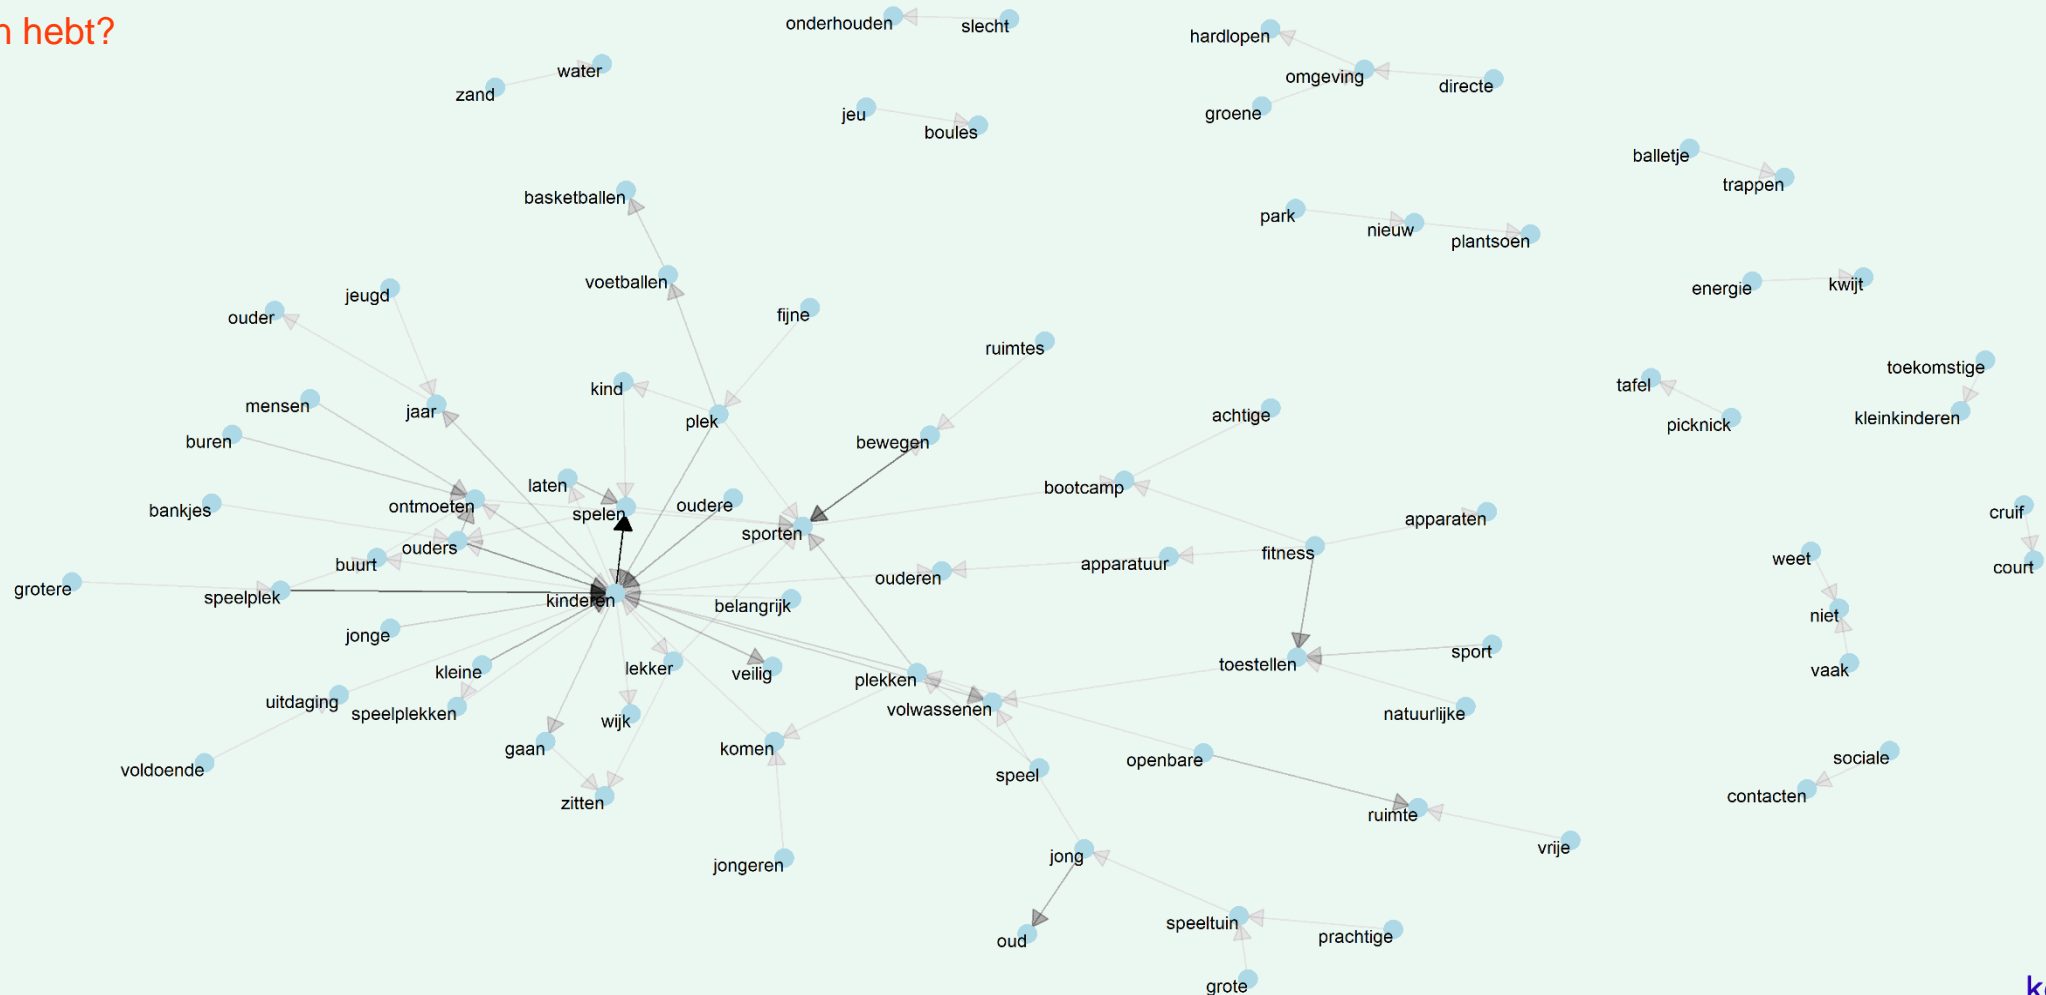 n hebt?
onderhouden
slecht
hardlopen
water
omgeving
directe
zand
groene
jeu
boules
balletje
trappen
basketballen
park
nieuw
plantsoen
voetballen
energie
kwijt
jeugd
ouder
fijne
ruimtes
toekomstige
tafel
kind
mensen
jaar
plek
achtige
picknick
kleinkinderen
buren
bewegen
laten
bootcamp
bankjes
ontmoeten
spelen
oudere
cruif
sporten
apparaten
ouders
fitness
buurt
apparatuur
weet
court
ouderen
grotere
speelplek
kinderen
belangrijk
niet
jonge
kleine
lekker
veilig
toestellen
sport
vaak
plekken
uitdaging
speelplekken
wijk
volwassenen
natuurlijke
gaan
komen
openbare
sociale
voldoende
speel
zitten
contacten
ruimte
vrije
jongeren
jong
speeltuin
prachtige
oud
grote
k